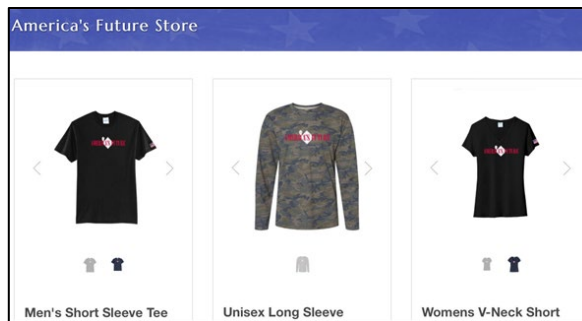 America's Future Store
Men's Short Sleeve Tee
Unisex Long Sleeve
Womens V-Neck Short